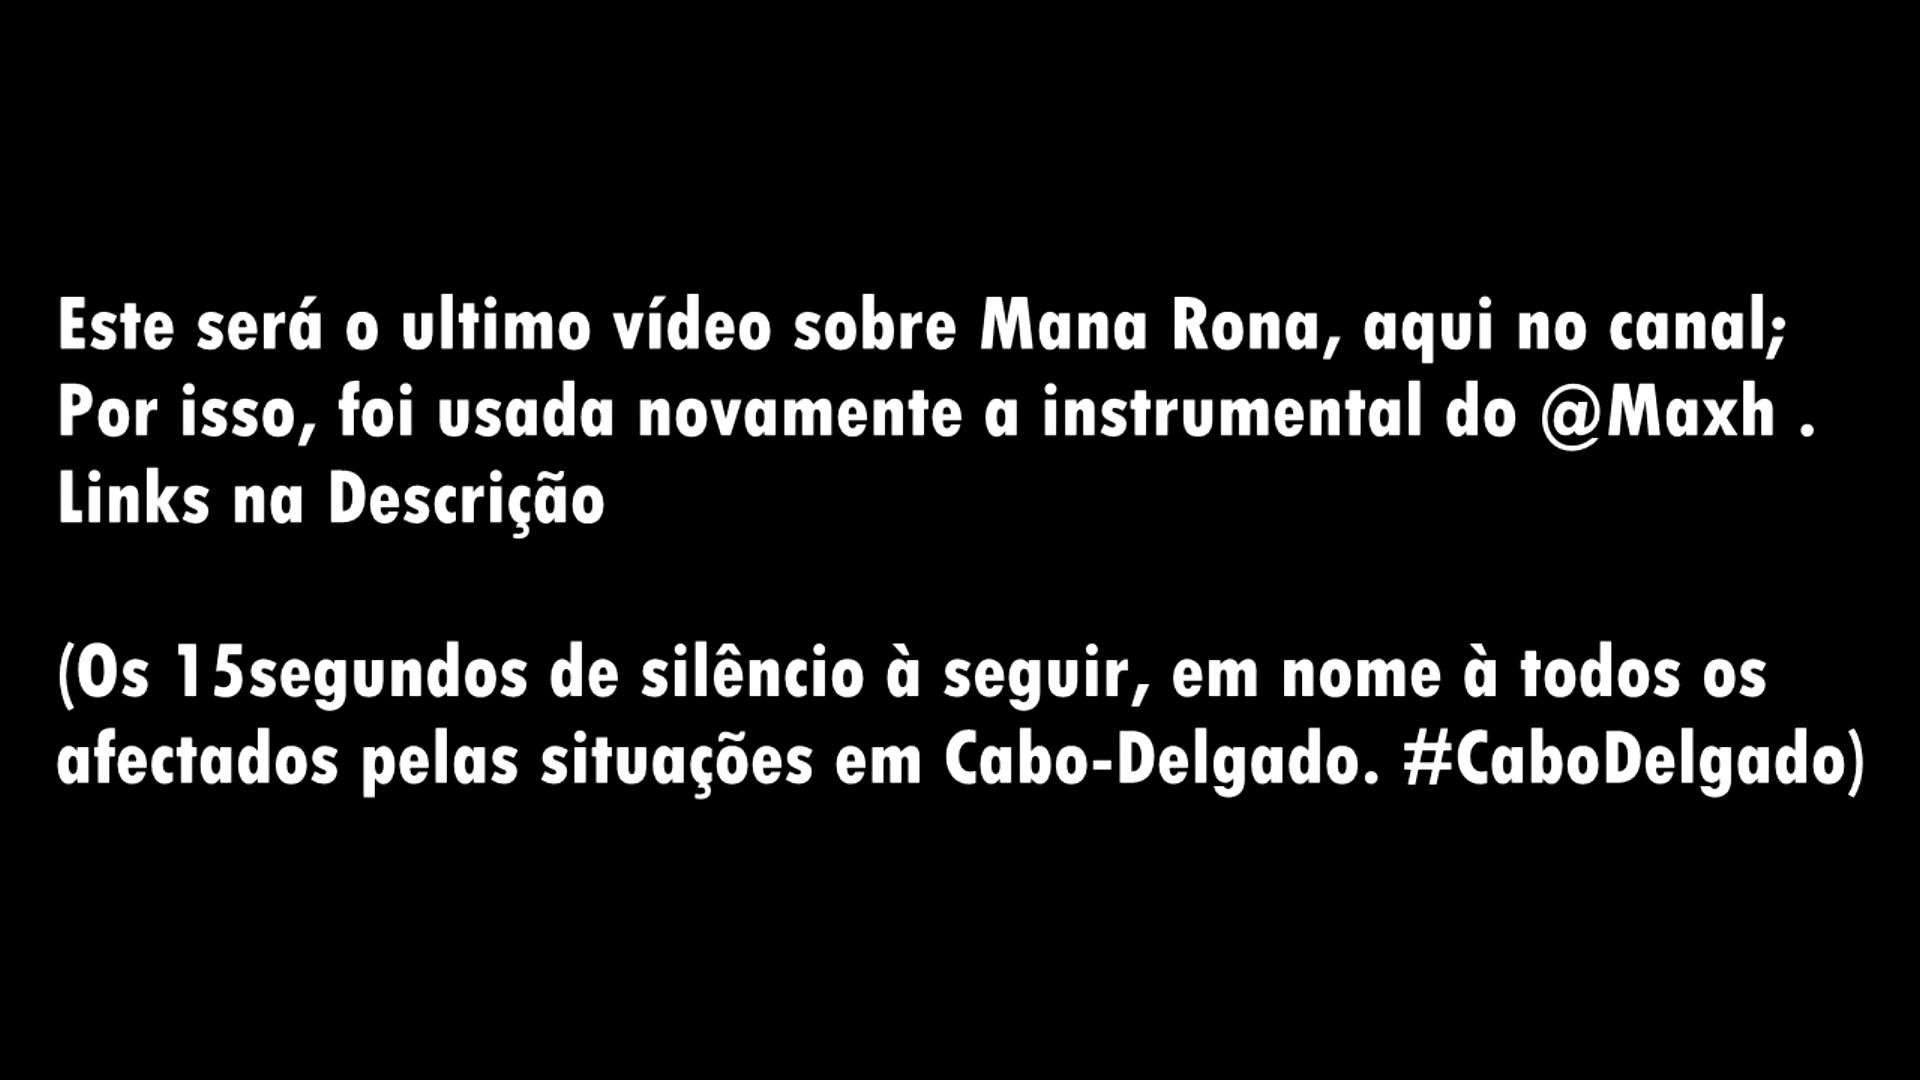 Este será o ultimo vídeo sobre Mana Rona, aqui no canal;
Por isso, foi usada novamente a instrumental do @Maxh .
Links na Descrição
(Os 15segundos de silêncio à seguir, em nome à todos os
afectados pelas situações em Cabo-Delgado. #CaboDelgado)